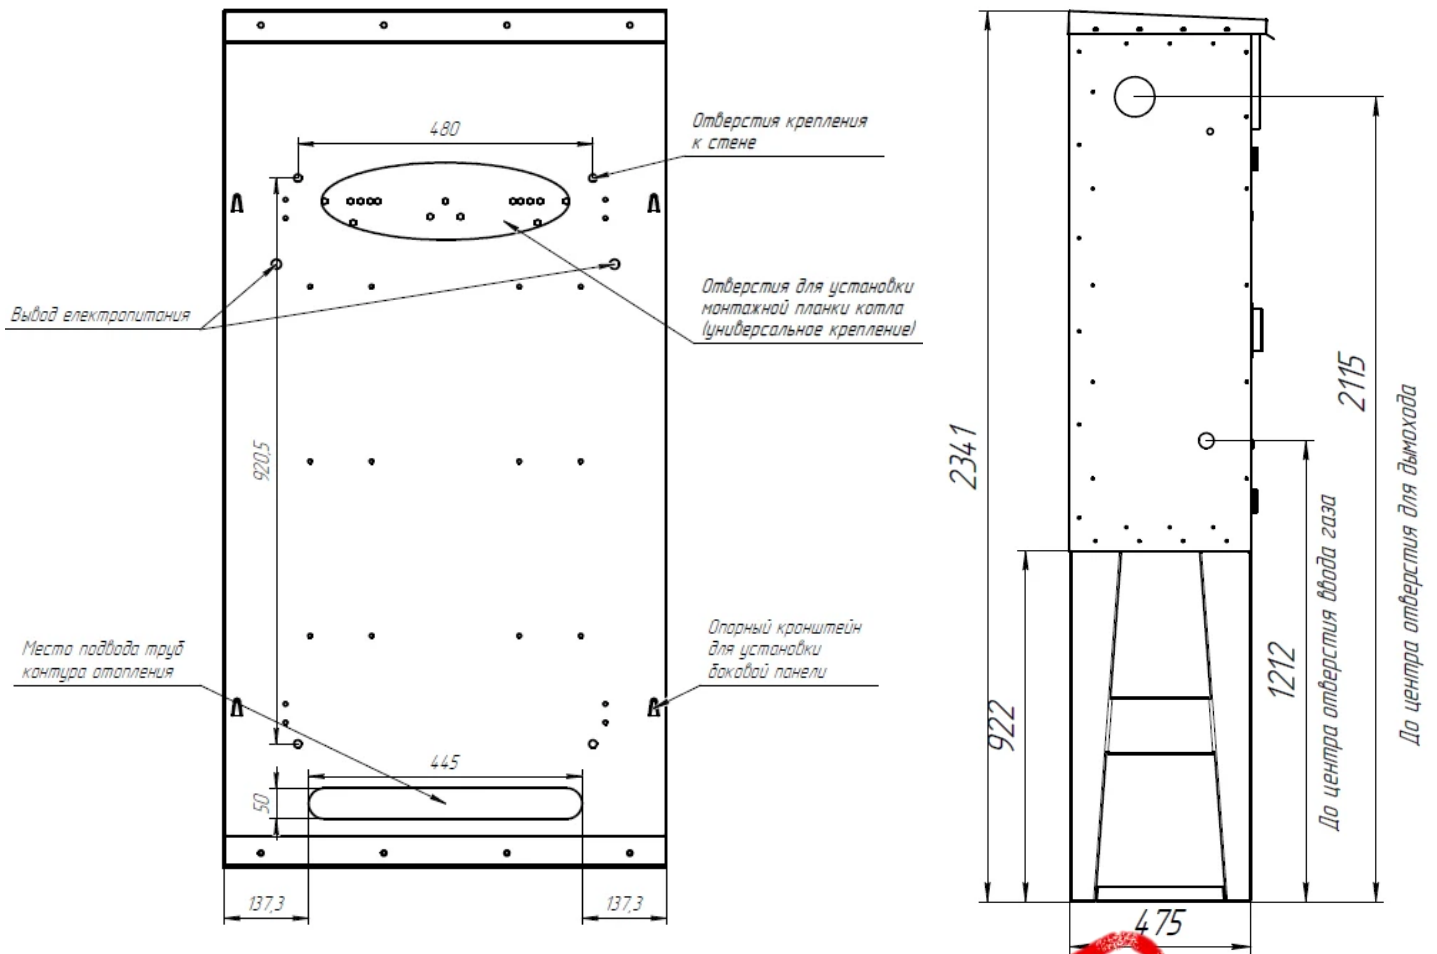 480
Отверстия крепления
к стене
Отверстия для установки
монтажной планки котла
(универсальное крепление)
Вывод електропитания
920,5
Место подвода труб
контура отопления
Опорный кронштейн
для установки
боковой панели
445
50
137,3
137,3
2341
2115
До центра отверстия для дымохода
1212
До центра отверстия ввода газа
922
475